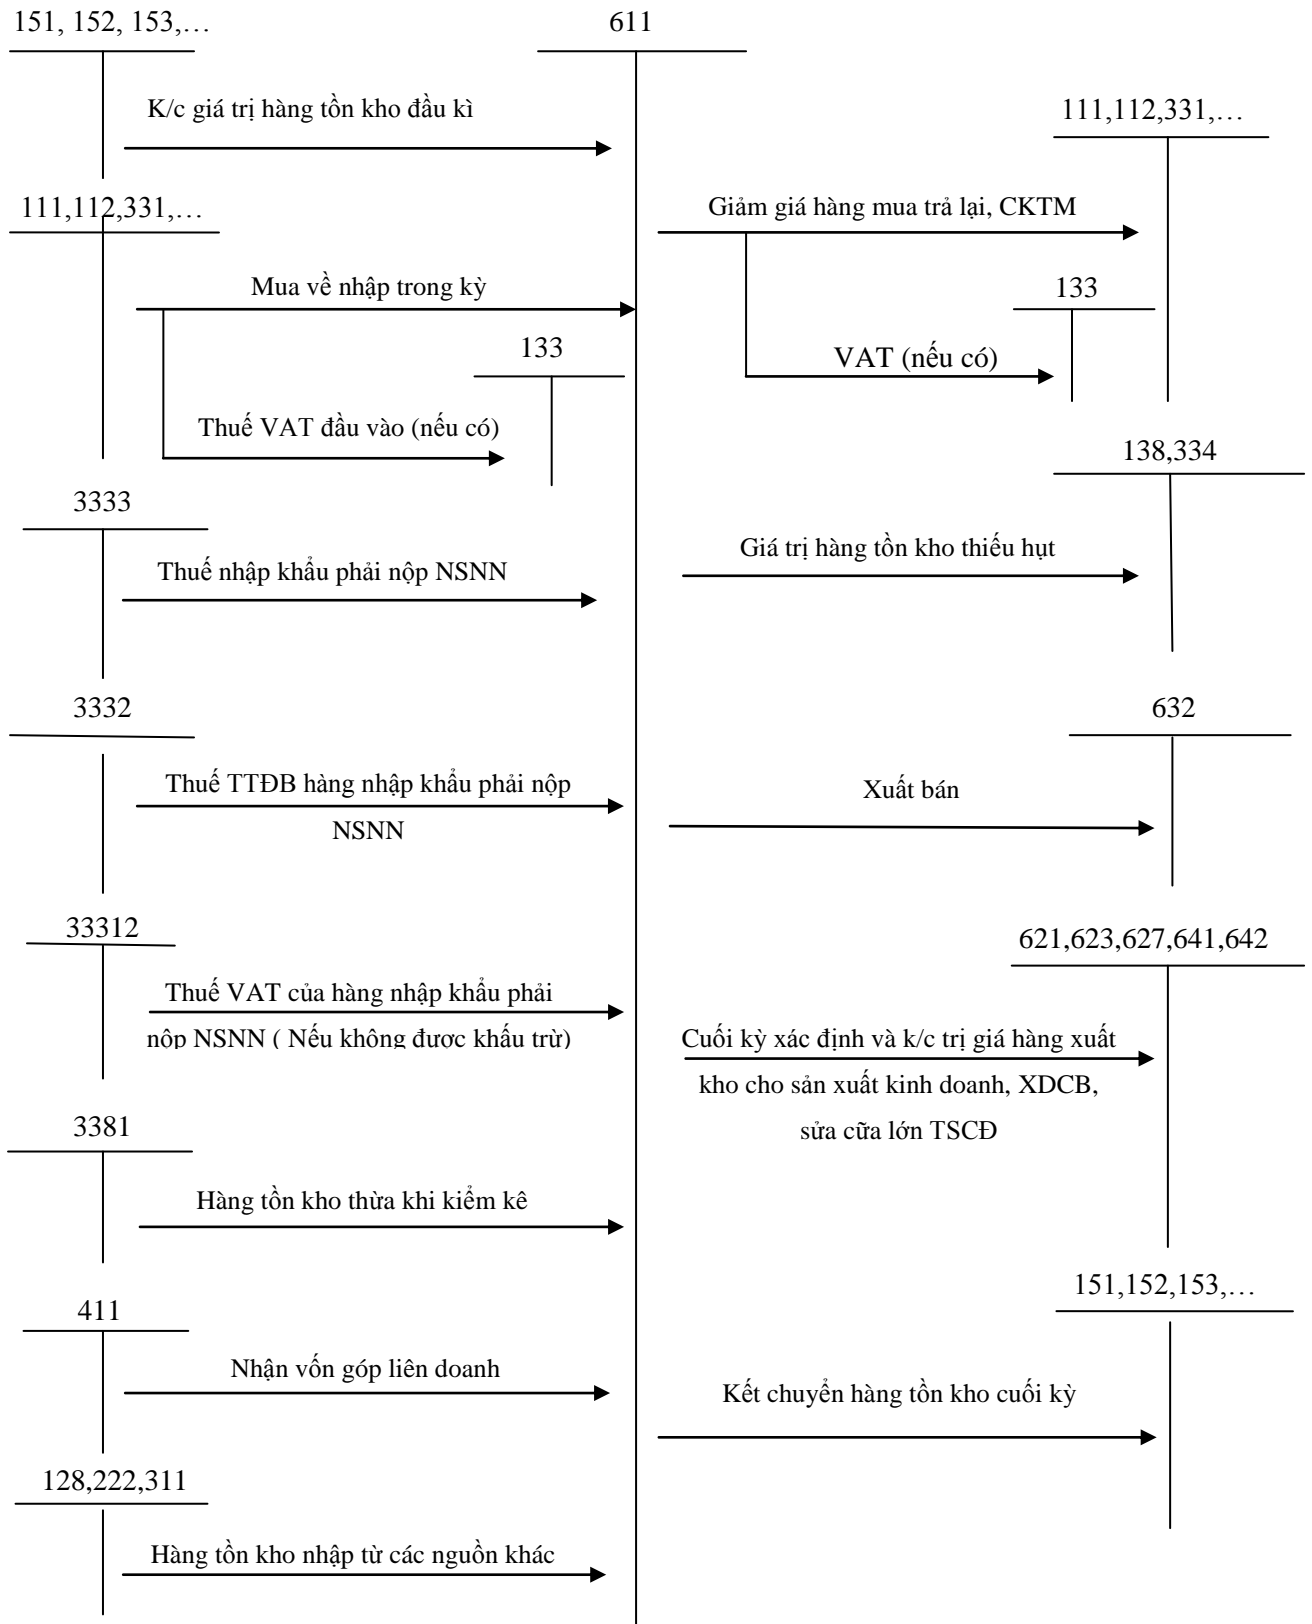 151, 152, 153,…
611
K/c giá trị hàng tồn kho đầu kì
111,112,331,…
111,112,331,…
Giảm giá hàng mua trả lại, CKTM
Mua về nhập trong kỳ
133
133
VAT (nếu có)
Thuế VAT đầu vào (nếu có)
138,334
3333
Giá trị hàng tồn kho thiếu hụt
Thuế nhập khẩu phải nộp NSNN
3332
632
Thuế TTĐB hàng nhập khẩu phải nộp
NSNN
Xuất bán
33312
621,623,627,641,642
Thuế VAT của hàng nhập khẩu phải
nộp NSNN ( Nếu không được khấu trừ)
Cuối kỳ xác định và k/c trị giá hàng xuất
kho cho sản xuất kinh doanh, XDCB,
sửa cữa lớn TSCĐ
3381
Hàng tồn kho thừa khi kiểm kê
151,152,153,…
411
Nhận vốn góp liên doanh
Kết chuyển hàng tồn kho cuối kỳ
128,222,311
Hàng tồn kho nhập từ các nguồn khác